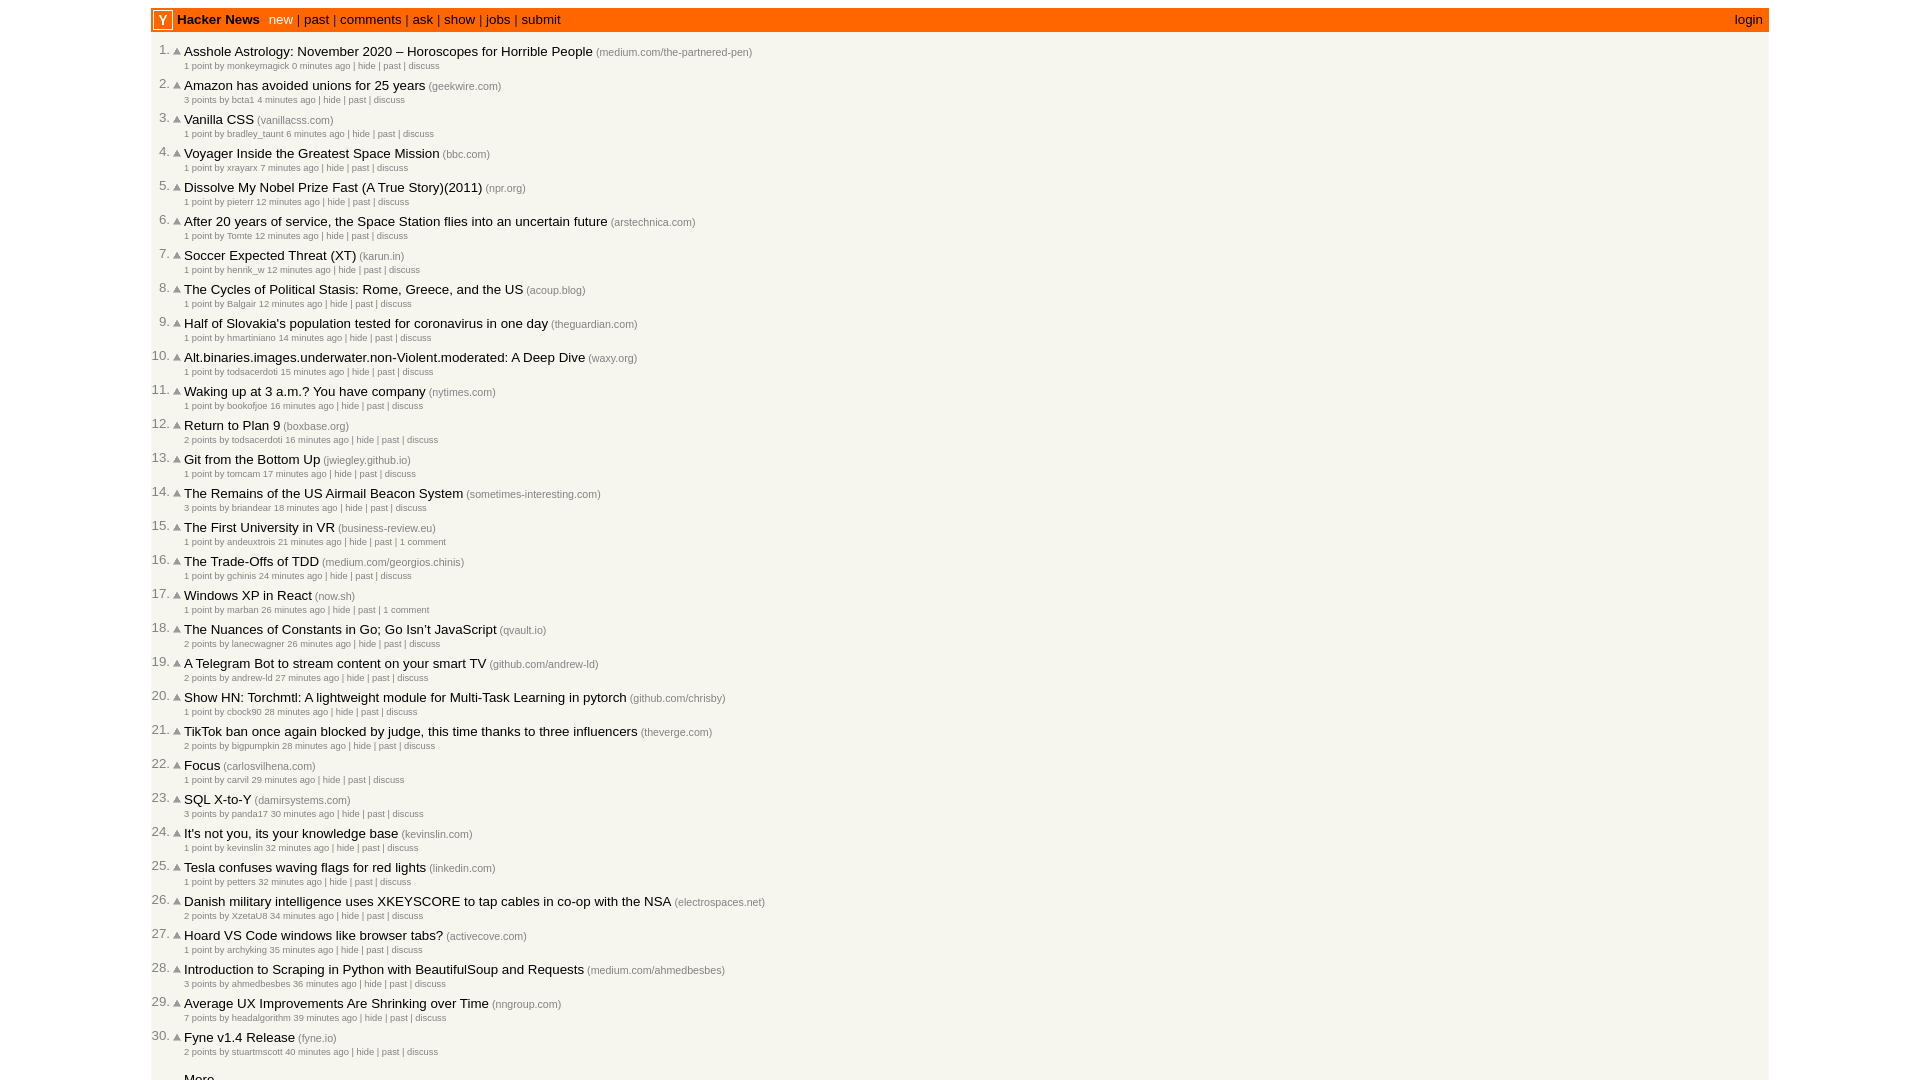 Y Hacker News new | past | comments | ask | show | jobs | submit login
1. Asshole Astrology: November 2020 – Horoscopes for Horrible People (medium.com/the-partnered-pen)
1 point by monkeymagick 0 minutes ago | hide | past | discuss
2. Amazon has avoided unions for 25 years (geekwire.com)
3 points by bcta1 4 minutes ago | hide | past | discuss
3. Vanilla CSS (vanillacss.com)
1 point by bradley_taunt 6 minutes ago | hide | past | discuss
4. Voyager Inside the Greatest Space Mission (bbc.com)
1 point by xrayarx 7 minutes ago | hide | past | discuss
5. Dissolve My Nobel Prize Fast (A True Story)(2011) (npr.org)
1 point by pieterr 12 minutes ago | hide | past | discuss
6. After 20 years of service, the Space Station flies into an uncertain future (arstechnica.com)
1 point by Tomte 12 minutes ago | hide | past | discuss
7. Soccer Expected Threat (XT) (karun.in)
1 point by henrik_w 12 minutes ago | hide | past | discuss
8. The Cycles of Political Stasis: Rome, Greece, and the US (acoup.blog)
1 point by Balgair 12 minutes ago | hide | past | discuss
9. Half of Slovakia's population tested for coronavirus in one day (theguardian.com)
1 point by hmartiniano 14 minutes ago | hide | past | discuss
10. Alt.binaries.images.underwater.non-Violent.moderated: A Deep Dive (waxy.org)
1 point by todsacerdoti 15 minutes ago | hide | past | discuss
11. Waking up at 3 a.m.? You have company (nytimes.com)
1 point by bookofjoe 16 minutes ago | hide | past | discuss
12. Return to Plan 9 (boxbase.org)
2 points by todsacerdoti 16 minutes ago | hide | past | discuss
13. Git from the Bottom Up (jwiegley.github.io)
1 point by tomcam 17 minutes ago | hide | past | discuss
14. The Remains of the US Airmail Beacon System (sometimes-interesting.com)
3 points by briandear 18 minutes ago | hide | past | discuss
15. The First University in VR (business-review.eu)
1 point by andeuxtrois 21 minutes ago | hide | past | 1 comment
16. The Trade-Offs of TDD (medium.com/georgios.chinis)
1 point by gchinis 24 minutes ago | hide | past | discuss
17. Windows XP in React (now.sh)
1 point by marban 26 minutes ago | hide | past | 1 comment
18. The Nuances of Constants in Go; Go Isn’t JavaScript (qvault.io)
2 points by lanecwagner 26 minutes ago | hide | past | discuss
19. A Telegram Bot to stream content on your smart TV (github.com/andrew-ld)
2 points by andrew-ld 27 minutes ago | hide | past | discuss
20. Show HN: Torchmtl: A lightweight module for Multi-Task Learning in pytorch (github.com/chrisby)
1 point by cbock90 28 minutes ago | hide | past | discuss
21. TikTok ban once again blocked by judge, this time thanks to three influencers (theverge.com)
2 points by bigpumpkin 28 minutes ago | hide | past | discuss
22. Focus (carlosvilhena.com)
1 point by carvil 29 minutes ago | hide | past | discuss
23. SQL X-to-Y (damirsystems.com)
3 points by panda17 30 minutes ago | hide | past | discuss
24. It's not you, its your knowledge base (kevinslin.com)
1 point by kevinslin 32 minutes ago | hide | past | discuss
25. Tesla confuses waving flags for red lights (linkedin.com)
1 point by petters 32 minutes ago | hide | past | discuss
26. Danish military intelligence uses XKEYSCORE to tap cables in co-op with the NSA (electrospaces.net)
2 points by XzetaU8 34 minutes ago | hide | past | discuss
27. Hoard VS Code windows like browser tabs? (activecove.com)
1 point by archyking 35 minutes ago | hide | past | discuss
28. Introduction to Scraping in Python with BeautifulSoup and Requests (medium.com/ahmedbesbes)
3 points by ahmedbesbes 36 minutes ago | hide | past | discuss
29. Average UX Improvements Are Shrinking over Time (nngroup.com)
7 points by headalgorithm 39 minutes ago | hide | past | discuss
30. Fyne v1.4 Release (fyne.io)
2 points by stuartmscott 40 minutes ago | hide | past | discuss
More